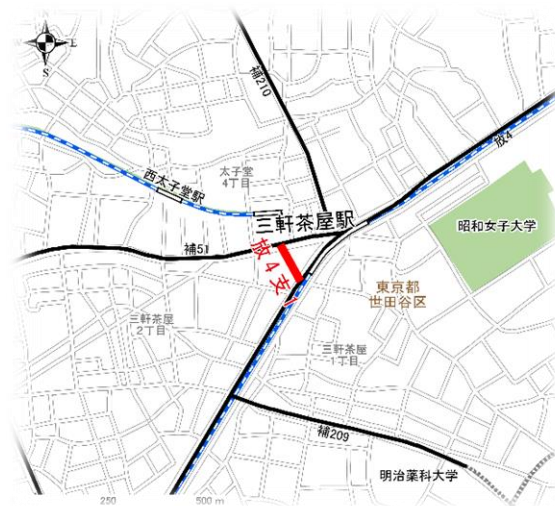 E
S
補210
放4
西太子堂駅
太子堂
4丁目
三軒茶屋駅
昭和女子大学
補51
放4支1
東京都
世田谷区
三軒茶屋
2丁目
三軒茶屋
1丁目
補209
明治薬科大学
250
500 m